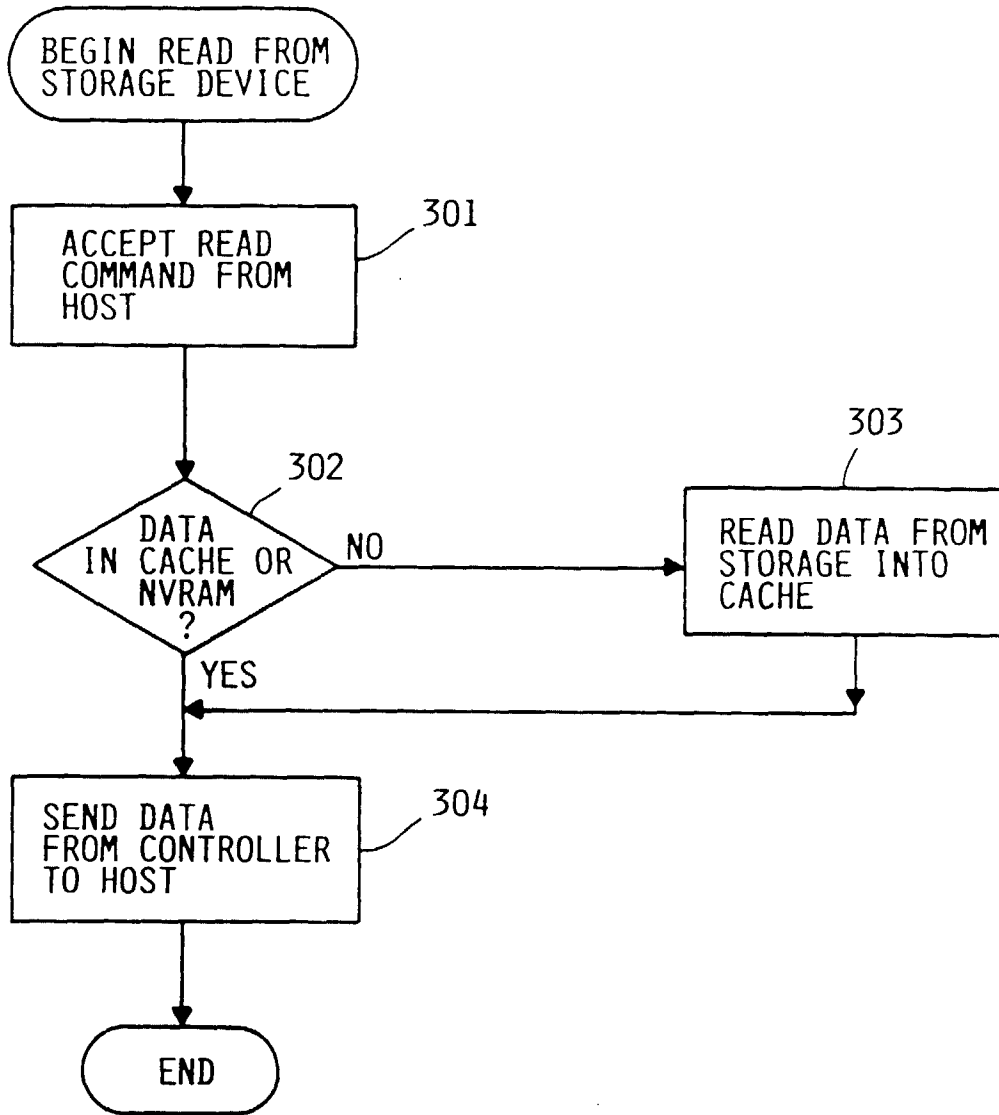 BEGIN READ FROM
STORAGE DEVICE
301
ACCEPT READ
COMMAND FROM
HOST
302
DATA
IN CACHE OR
NVRAM
?
NO
YES
303
READ DATA FROM
STORAGE INTO
CACHE
304
SEND DATA
FROM CONTROLLER
TO HOST
END